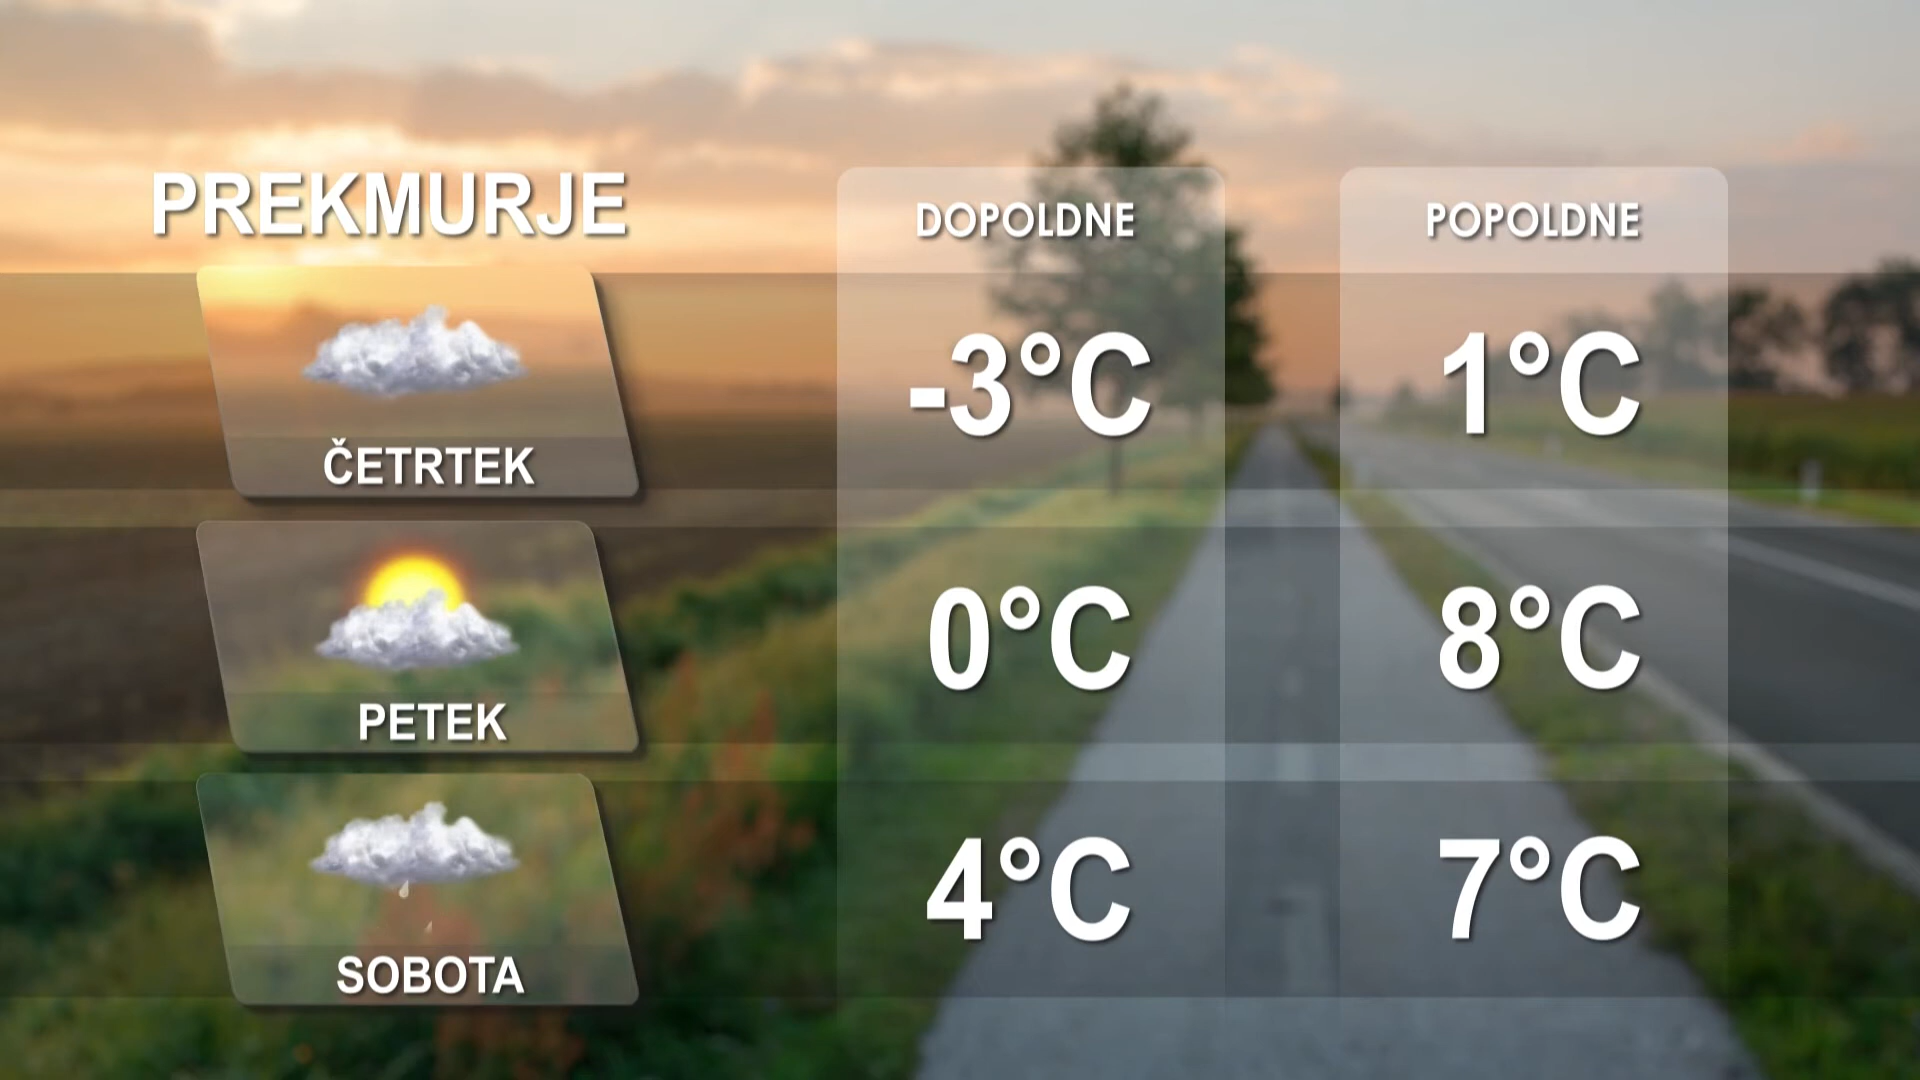 PREKMURJE
DOPOLDNE
POPOLDNE
ČETRTEK
-3°C
1°C
PETEK
0°C
8°C
SOBOTA
4°C
7°C